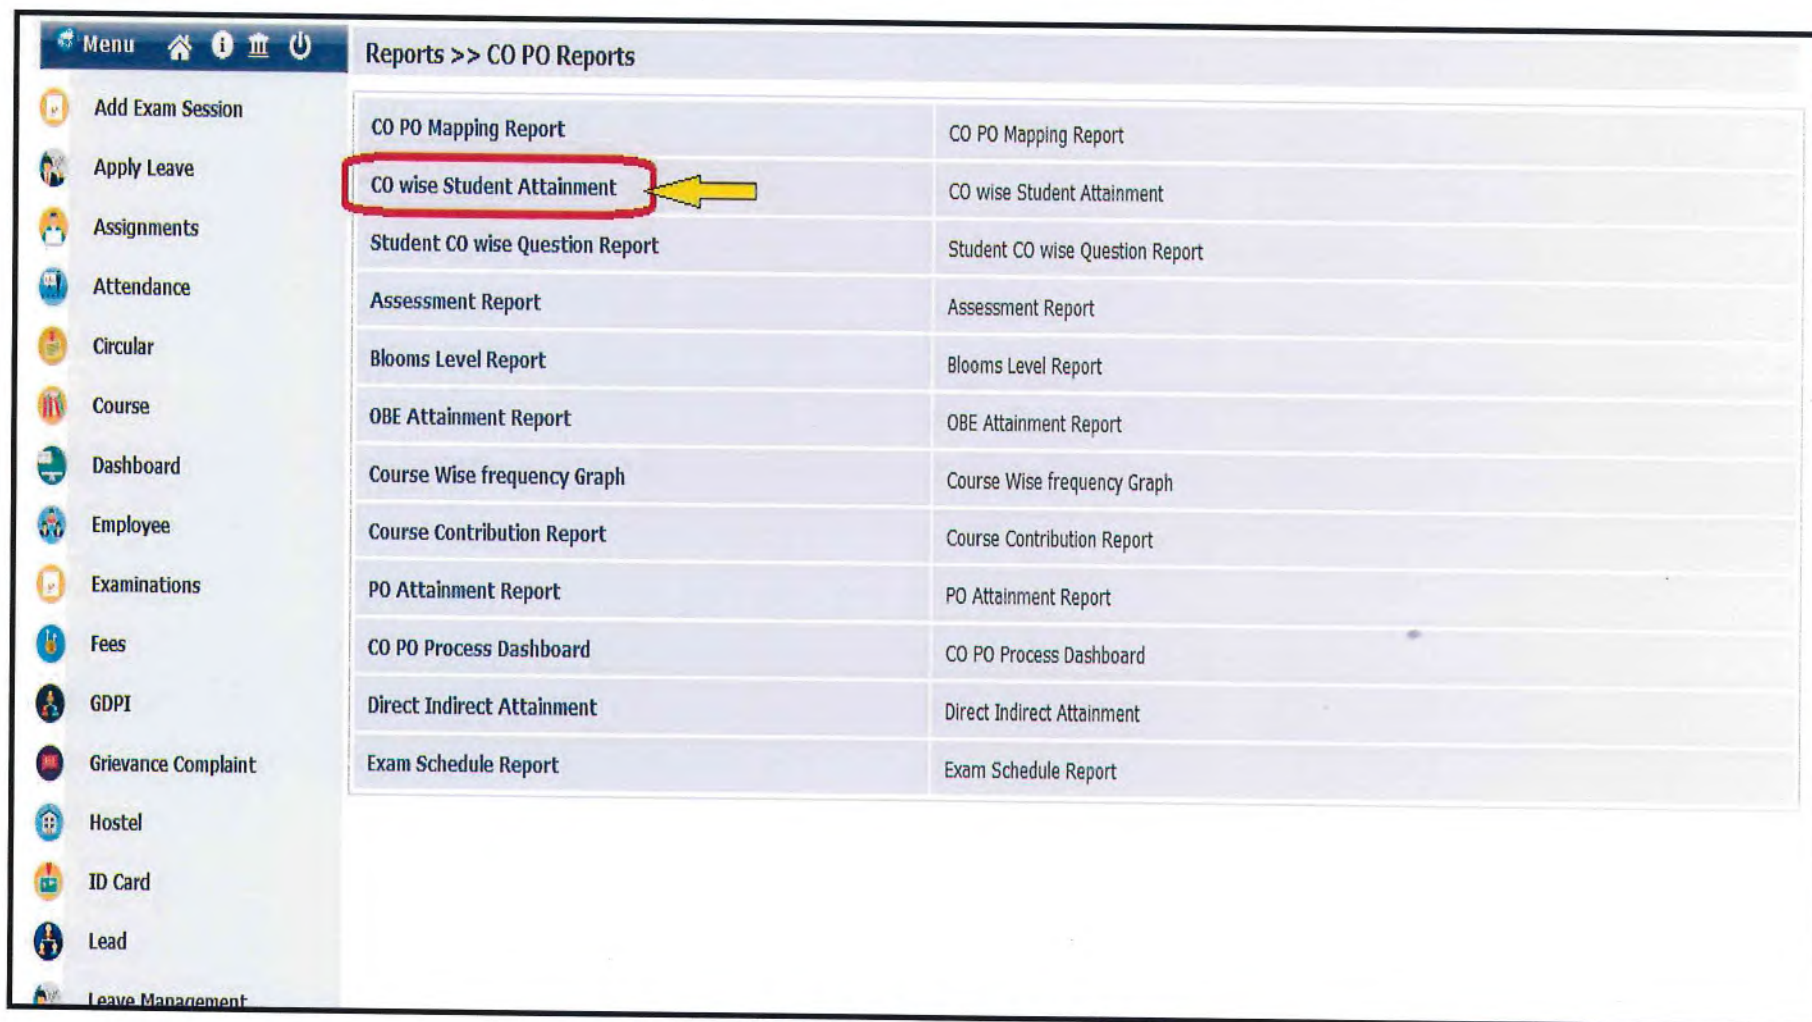 Menu
Reports >> CO PO Reports
Add Exam Session
Apply Leave
Assignments
Attendance
Circular
Course
Dashboard
Employee
Examinations
Fees
GDPI
Grievance Complaint
Hostel
ID Card
Lead
Leave Management
CO PO Mapping Report CO PO Mapping Report
CO wise Student Attainment CO wise Student Attainment
Student CO wise Question Report Student CO wise Question Report
Assessment Report Assessment Report
Blooms Level Report Blooms Level Report
OBE Attainment Report OBE Attainment Report
Course Wise frequency Graph Course Wise frequency Graph
Course Contribution Report Course Contribution Report
PO Attainment Report PO Attainment Report
CO PO Process Dashboard CO PO Process Dashboard
Direct Indirect Attainment Direct Indirect Attainment
Exam Schedule Report Exam Schedule Report